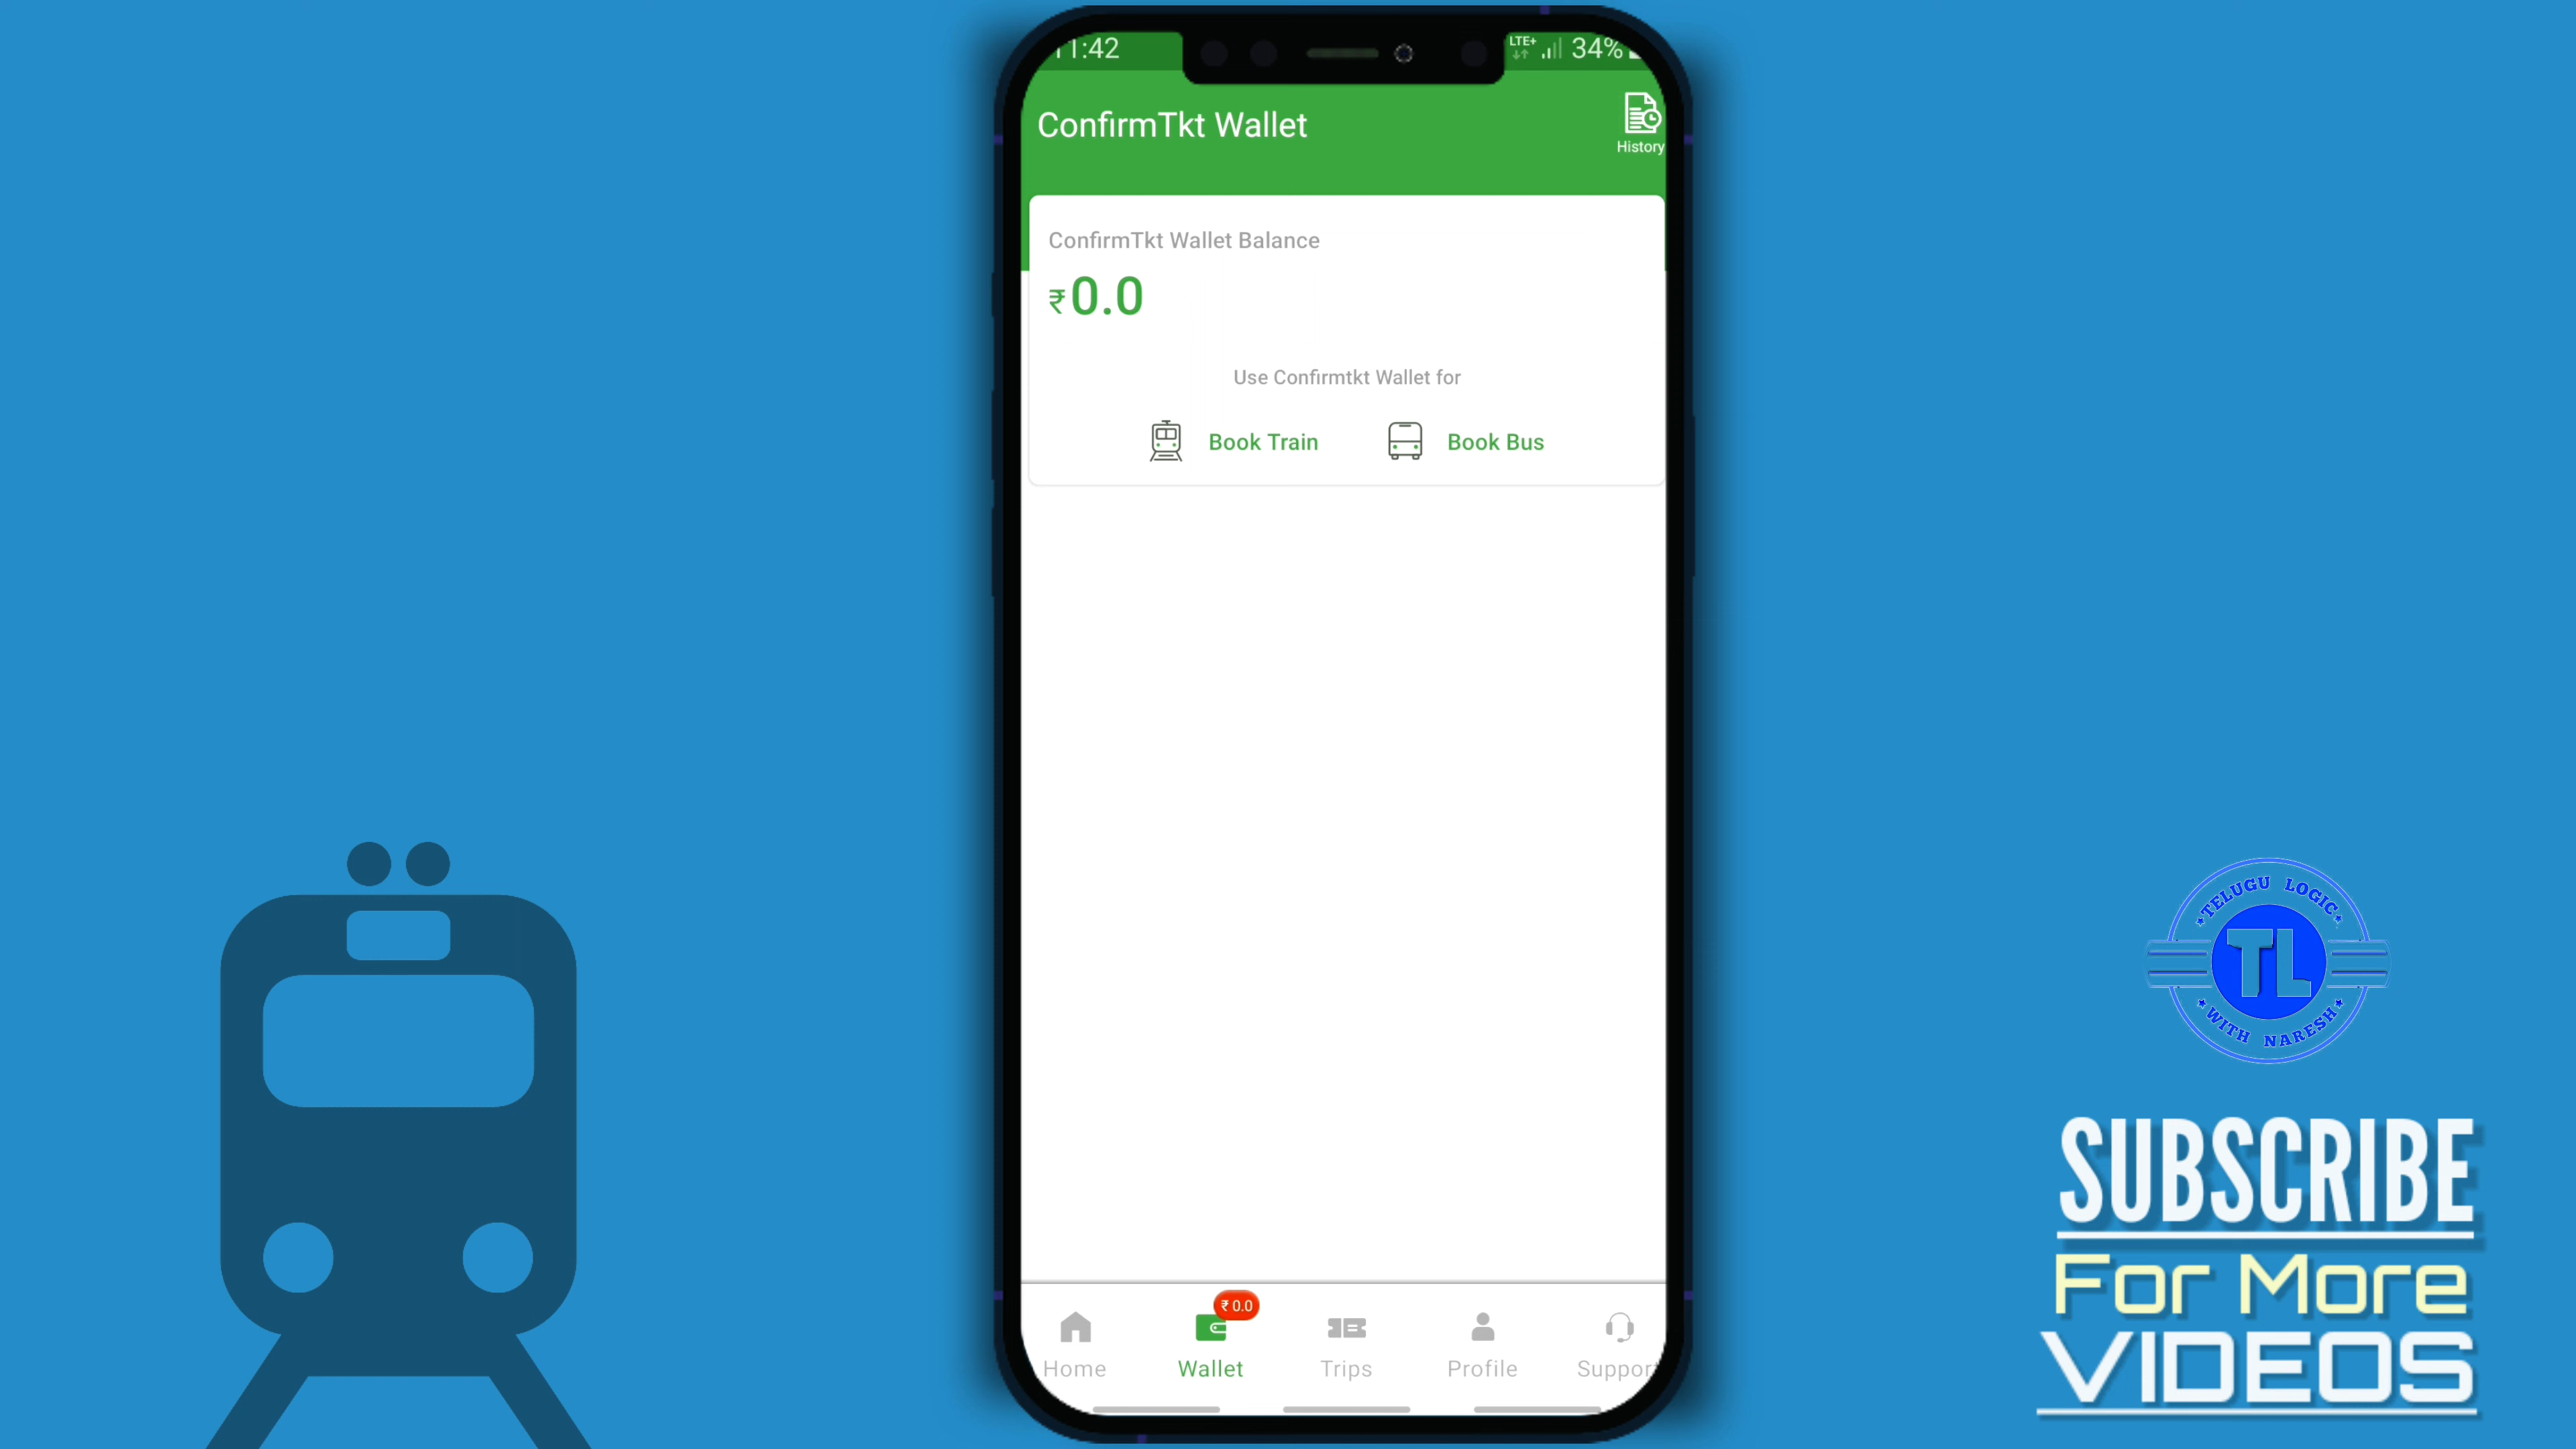 11:42
LTE+ 34%
ConfirmTkt Wallet
History
ConfirmTkt Wallet Balance
₹0.0
Use Confirmtkt Wallet for
Book Train Book Bus
₹ 0.0
Home Wallet Trips Profile Support
TELUGU LOGIC
TL
WITH NARESH
SUBSCRIBE
For More
VIDEOS